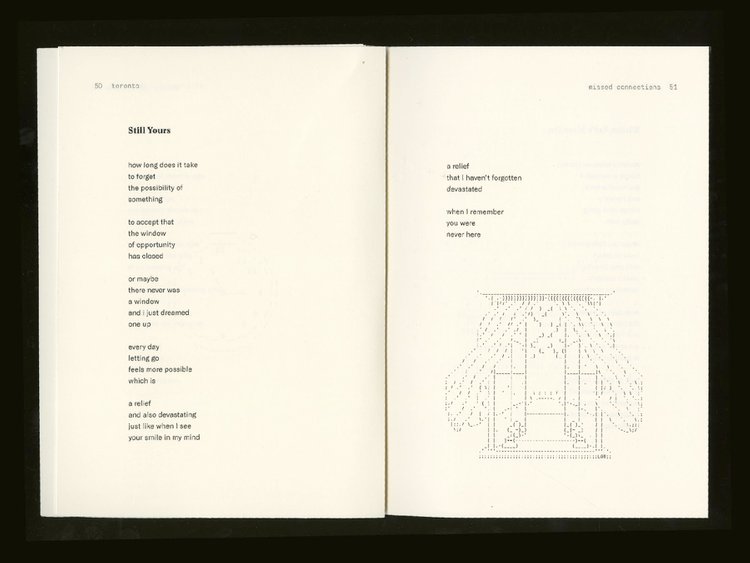 50 toronto
Still Yours
how long does it take
to forget
the possibility of
something
to accept that
the window
of opportunity
has closed
or maybe
there never was
a window
and i just dreamed
one up
every day
letting go
feels more possible
which is
a relief
and also devastating
just like when I see
your smile in my mind
missed connections 51
a relief
that I haven't forgotten
devastated
when I remember
you were
never here